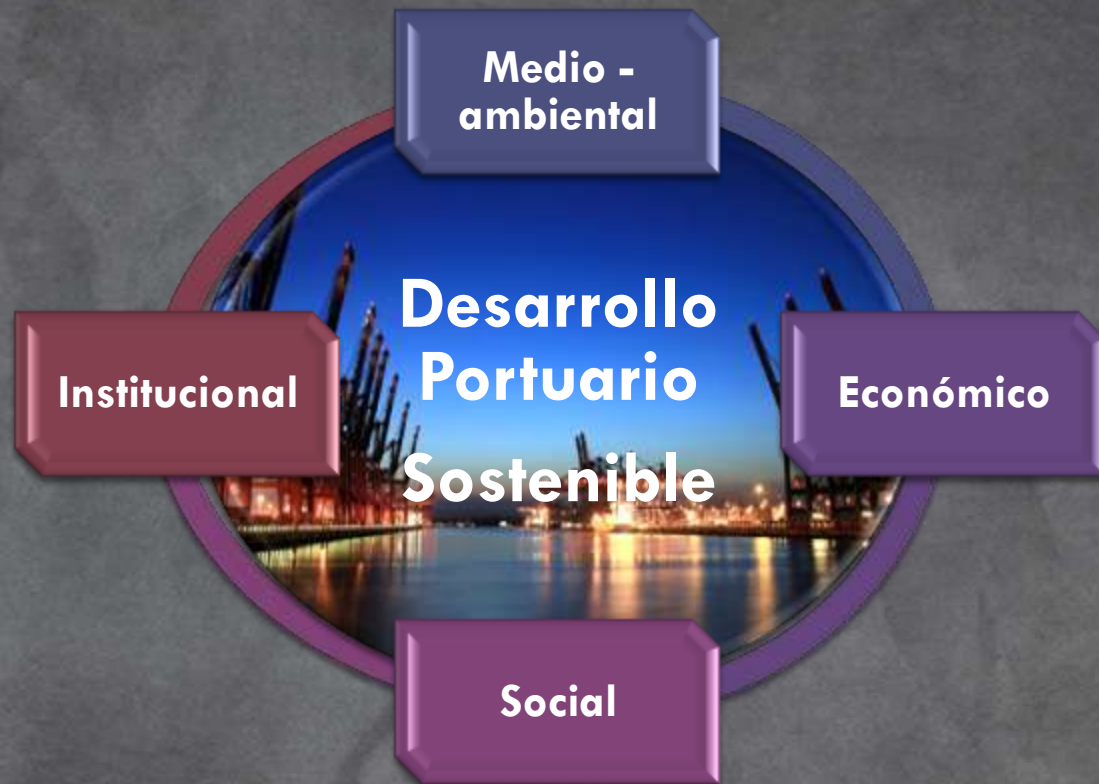 Medio -
ambiental
Desarrollo
Portuario
Sostenible
Institucional
Económico
Social